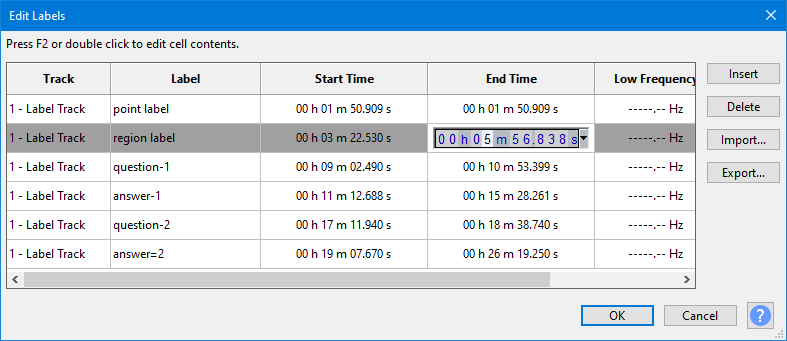 Edit Labels
Press F2 or double click to edit cell contents.
Track Label Start Time End Time Low Frequency Insert
1 - Label Track point label 00 h 01 m 50.909 s 00 h 01 m 50.909 s -----.-- Hz Delete
1 - Label Track region label 00 h 03 m 22.530 s 00h05m56.838s -----.-- Hz Import...
1 - Label Track question-1 00 h 09 m 02.490 s 00 h 10 m 53.399 s -----.-- Hz Export...
1 - Label Track answer-1 00 h 11 m 12.688 s 00 h 15 m 28.261 s -----.-- Hz
1 - Label Track question-2 00 h 17 m 11.940 s 00 h 18 m 38.740 s -----.-- Hz
1 - Label Track answer=2 00 h 19 m 07.670 s 00 h 26 m 19.250 s -----.-- Hz
OK Cancel ?